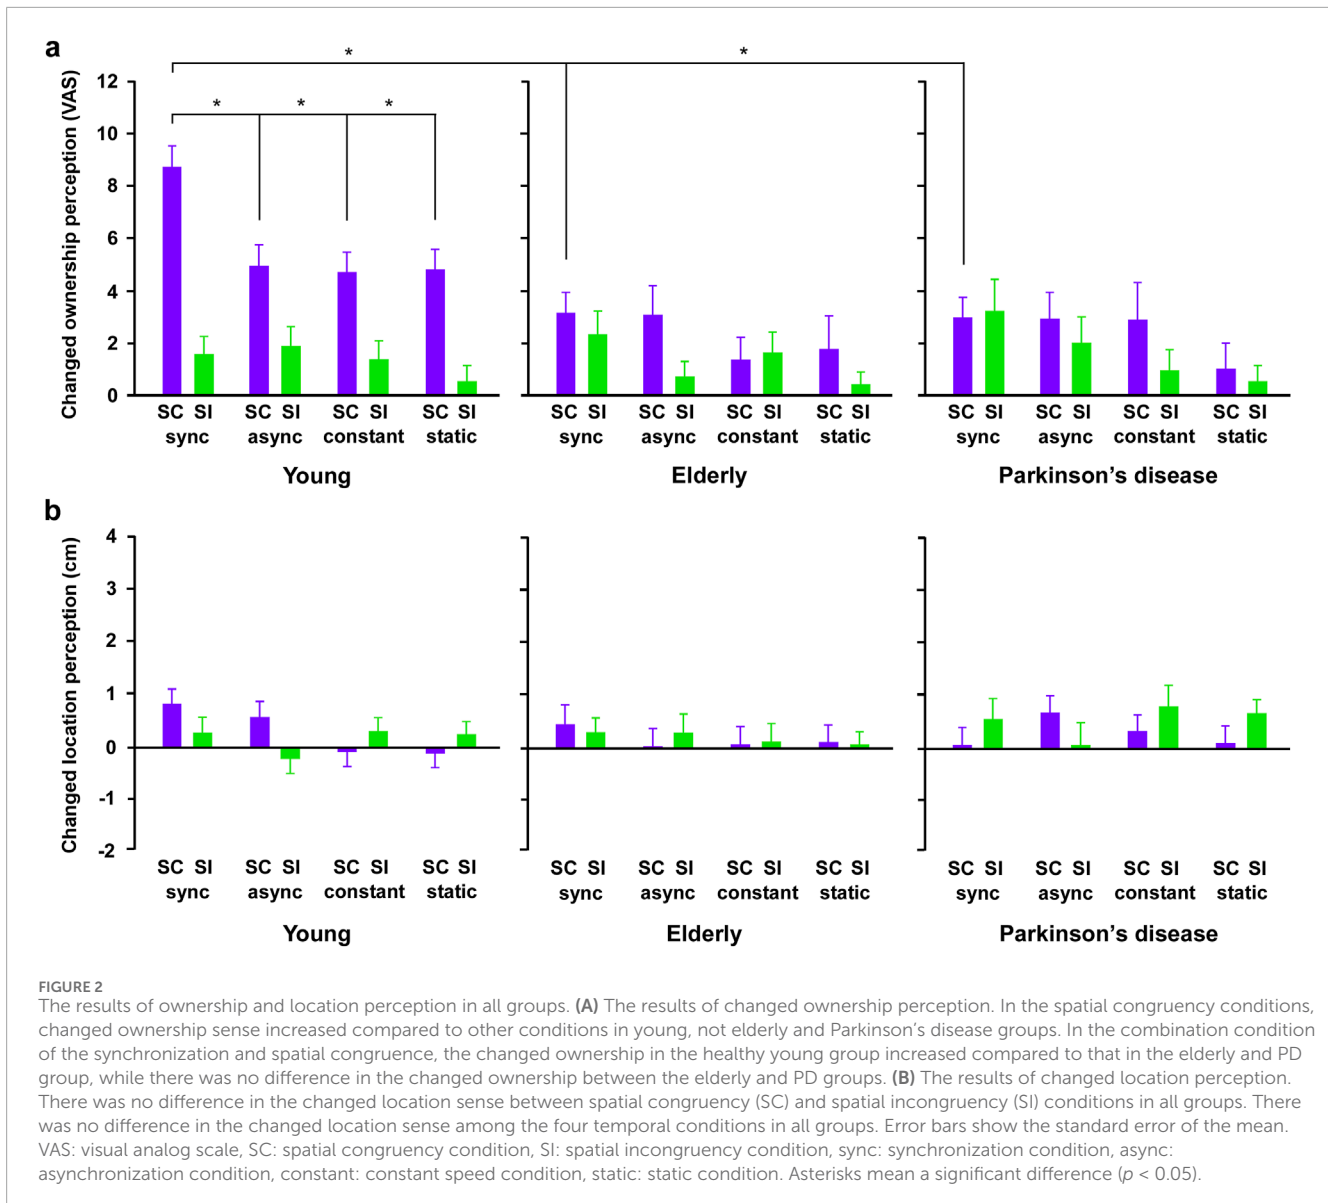 a
*
*
*
*
*
Changed ownership perception (VAS)
12
10
8
6
4
2
0
SC SI SC SI SC SI SC SI
sync async constant static
Young
SC SI SC SI SC SI SC SI
sync async constant static
Elderly
SC SI SC SI SC SI SC SI
sync async constant static
Parkinson’s disease
b
Changed location perception (cm)
4
3
2
1
0
-1
-2
SC SI SC SI SC SI SC SI
sync async constant static
Young
SC SI SC SI SC SI SC SI
sync async constant static
Elderly
SC SI SC SI SC SI SC SI
sync async constant static
Parkinson’s disease
FIGURE 2
The results of ownership and location perception in all groups. (A) The results of changed ownership perception. In the spatial congruency conditions,
changed ownership sense increased compared to other conditions in young, not elderly and Parkinson’s disease groups. In the combination condition
of the synchronization and spatial congruence, the changed ownership in the healthy young group increased compared to that in the elderly and PD
group, while there was no difference in the changed ownership between the elderly and PD groups. (B) The results of changed location perception.
There was no difference in the changed location sense between spatial congruency (SC) and spatial incongruency (SI) conditions in all groups. There
was no difference in the changed location sense among the four temporal conditions in all groups. Error bars show the standard error of the mean.
VAS: visual analog scale, SC: spatial congruency condition, SI: spatial incongruency condition, sync: synchronization condition, async:
asynchronization condition, constant: constant speed condition, static: static condition. Asterisks mean a significant difference (p < 0.05).